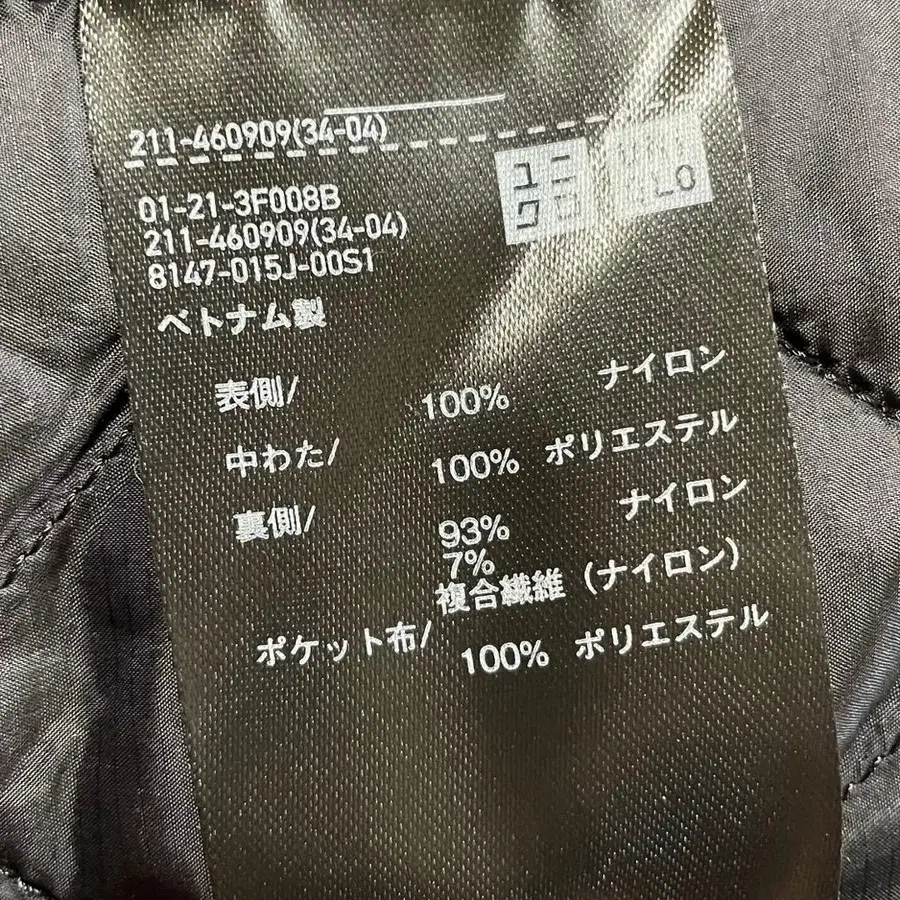 211-460909(34-04)
ユニ
クロ
LO
01-21-3F008B
211-460909(34-04)
8147-015J-00S1
ベトナム製
表側/ 100% ナイロン
中わた/ 100% ポリエステル
裏側/ 93% ナイロン
7%
複合繊維(ナイロン)
ポケット布/ 100% ポリエステル